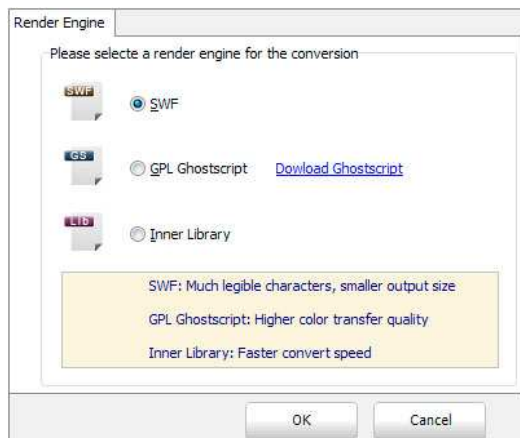 Render Engine
Please selecte a render engine for the conversion
SWF
SWF
GS
GPL Ghostscript Dowload Ghostscript
Lib
Inner Library
SWF: Much legible characters, smaller output size
GPL Ghostscript: Higher color transfer quality
Inner Library: Faster convert speed
OK Cancel